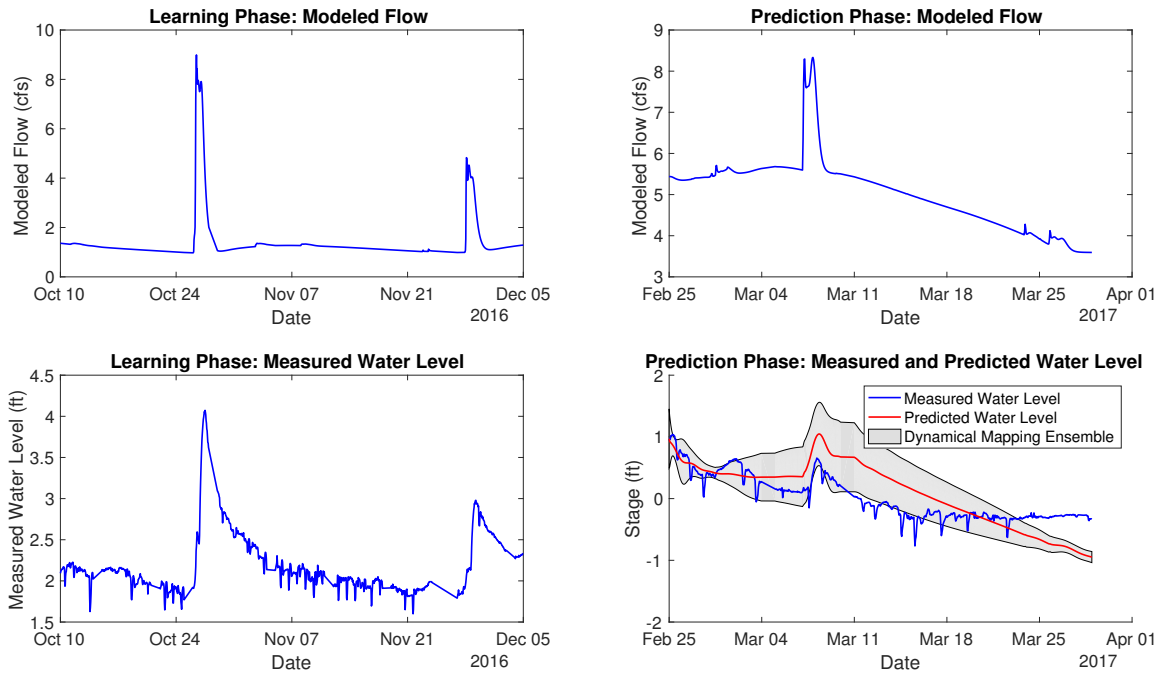 Learning Phase: Modeled Flow
10
8
6
4
2
0
Modeled Flow (cfs)
Oct 10
Oct 24
Nov 07
Nov 21
Dec 05
Date
2016
Prediction Phase: Modeled Flow
9
8
7
6
5
4
3
Modeled Flow (cfs)
Feb 25
Mar 04
Mar 11
Mar 18
Mar 25
Apr 01
Date
2017
Learning Phase: Measured Water Level
4.5
4
3.5
3
2.5
2
1.5
Measured Water Level (ft)
Oct 10
Oct 24
Nov 07
Nov 21
Dec 05
Date
2016
Prediction Phase: Measured and Predicted Water Level
2
1
0
-1
-2
Stage (ft)
Measured Water Level
Predicted Water Level
Dynamical Mapping Ensemble
Feb 25
Mar 04
Mar 11
Mar 18
Mar 25
Apr 01
Date
2017